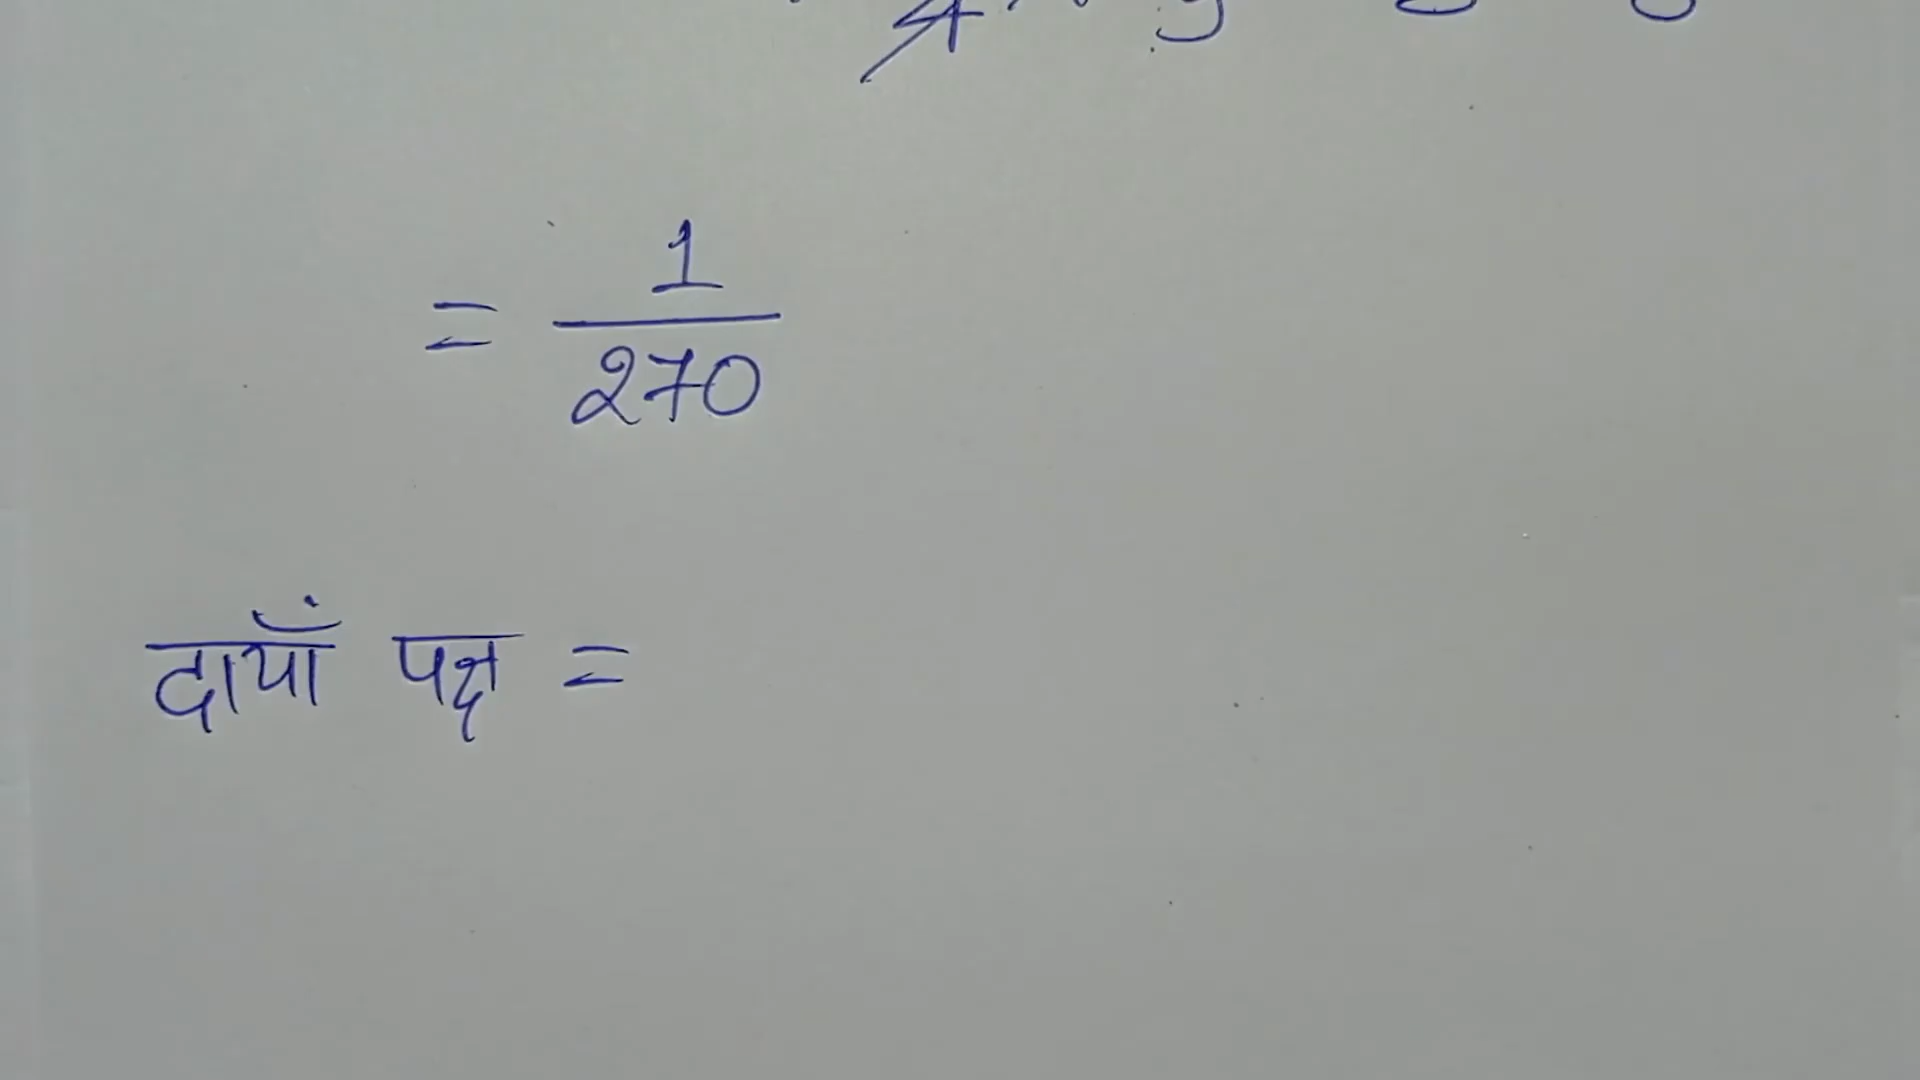 = 1/270
दायाँ पक्ष =